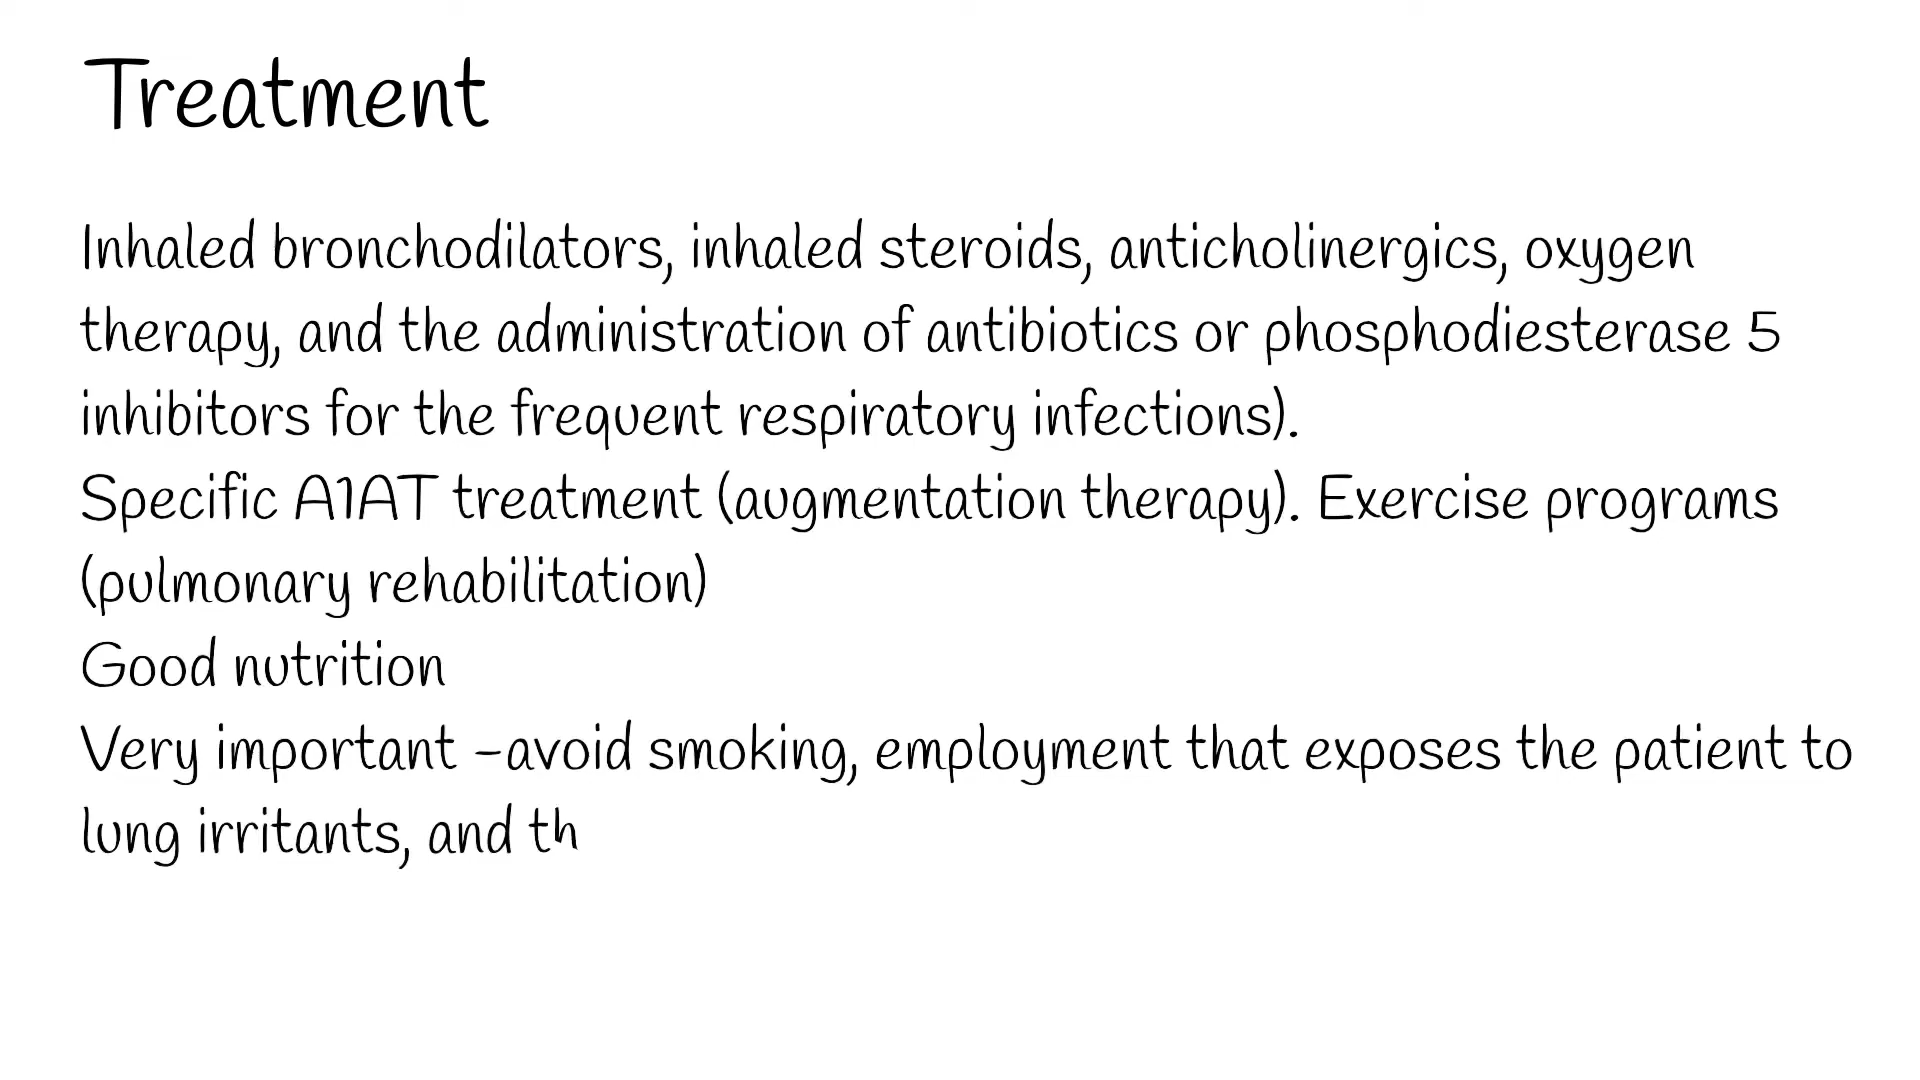 Treatment
Inhaled bronchodilators, inhaled steroids, anticholinergics, oxygen
therapy, and the administration of antibiotics or phosphodiesterase 5
inhibitors for the frequent respiratory infections).
Specific A1AT treatment (augmentation therapy). Exercise programs
(pulmonary rehabilitation)
Good nutrition
Very important -avoid smoking, employment that exposes the patient to
lung irritants, and th